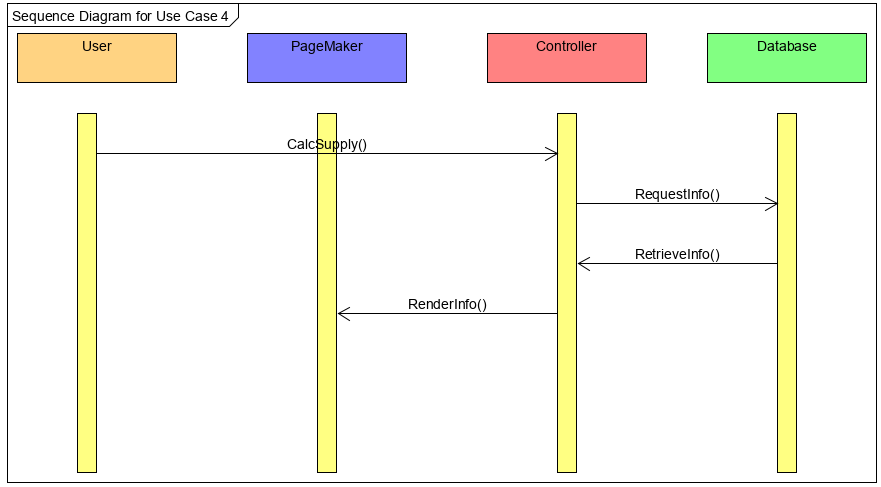 Sequence Diagram for Use Case 4
User
PageMaker
Controller
Database
CalcSupply()
RequestInfo()
RetrieveInfo()
RenderInfo()